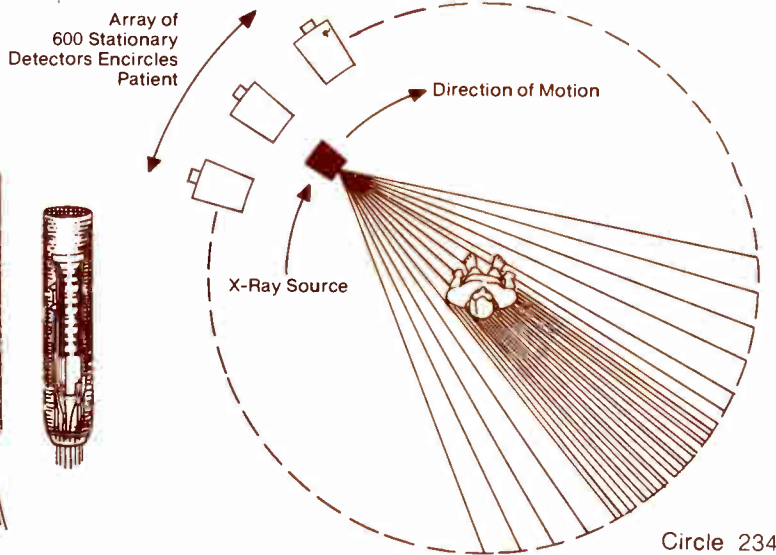 Array of
600 Stationary
Detectors Encircles
Patient
Direction of Motion
X-Ray Source
Circle 234